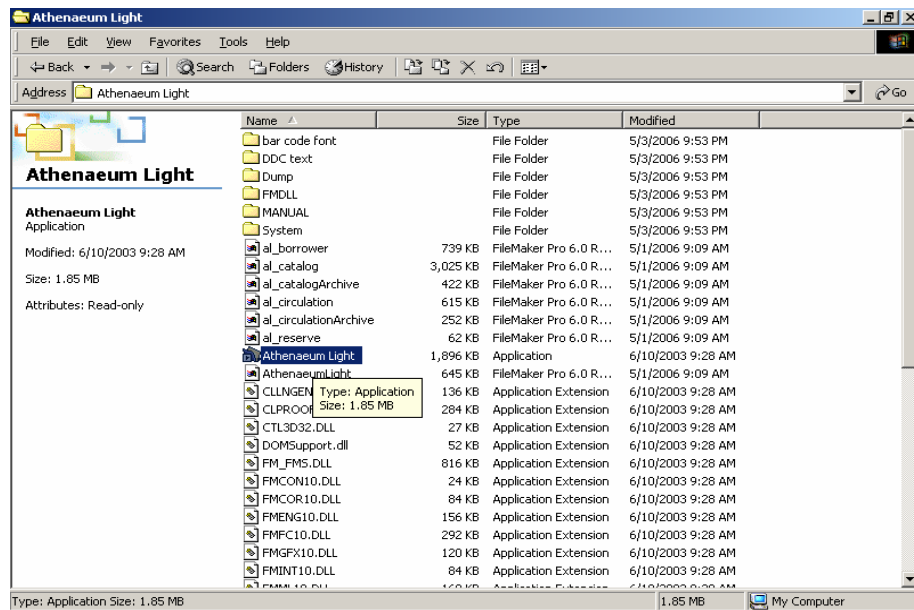 Athenaeum Light
File Edit View Favorites Tools Help
Back Search Folders History
Address Athenaeum Light Go
Athenaeum Light
Athenaeum Light
Application
Modified: 6/10/2003 9:28 AM
Size: 1.85 MB
Attributes: Read-only
Name Size Type Modified
bar code font File Folder 5/3/2006 9:53 PM
DDC text File Folder 5/3/2006 9:53 PM
Dump File Folder 5/3/2006 9:53 PM
FMDLL File Folder 5/3/2006 9:53 PM
MANUAL File Folder 5/3/2006 9:53 PM
System File Folder 5/3/2006 9:53 PM
al_borrower 739 KB FileMaker Pro 6.0 R... 5/1/2006 9:09 AM
al_catalog 3,025 KB FileMaker Pro 6.0 R... 5/1/2006 9:09 AM
al_catalogArchive 422 KB FileMaker Pro 6.0 R... 5/1/2006 9:09 AM
al_circulation 615 KB FileMaker Pro 6.0 R... 5/1/2006 9:09 AM
al_circulationArchive 252 KB FileMaker Pro 6.0 R... 5/1/2006 9:09 AM
al_reserve 62 KB FileMaker Pro 6.0 R... 5/1/2006 9:09 AM
Athenaeum Light 1,896 KB Application 6/10/2003 9:28 AM
AthenaeumLight 645 KB FileMaker Pro 6.0 R... 5/1/2006 9:09 AM
CLLNGEN 136 KB Application Extension 6/10/2003 9:28 AM
Type: Application
Size: 1.85 MB
CLPROOF 284 KB Application Extension 6/10/2003 9:28 AM
CTL3D32.DLL 27 KB Application Extension 6/10/2003 9:28 AM
DOMSupport.dll 52 KB Application Extension 6/10/2003 9:28 AM
FM_FMS.DLL 816 KB Application Extension 6/10/2003 9:28 AM
FMCON10.DLL 24 KB Application Extension 6/10/2003 9:28 AM
FMCOR10.DLL 84 KB Application Extension 6/10/2003 9:28 AM
FMENG10.DLL 156 KB Application Extension 6/10/2003 9:28 AM
FMFC10.DLL 292 KB Application Extension 6/10/2003 9:28 AM
FMGFX10.DLL 120 KB Application Extension 6/10/2003 9:28 AM
FMINT10.DLL 84 KB Application Extension 6/10/2003 9:28 AM
Type: Application Size: 1.85 MB 1.85 MB My Computer